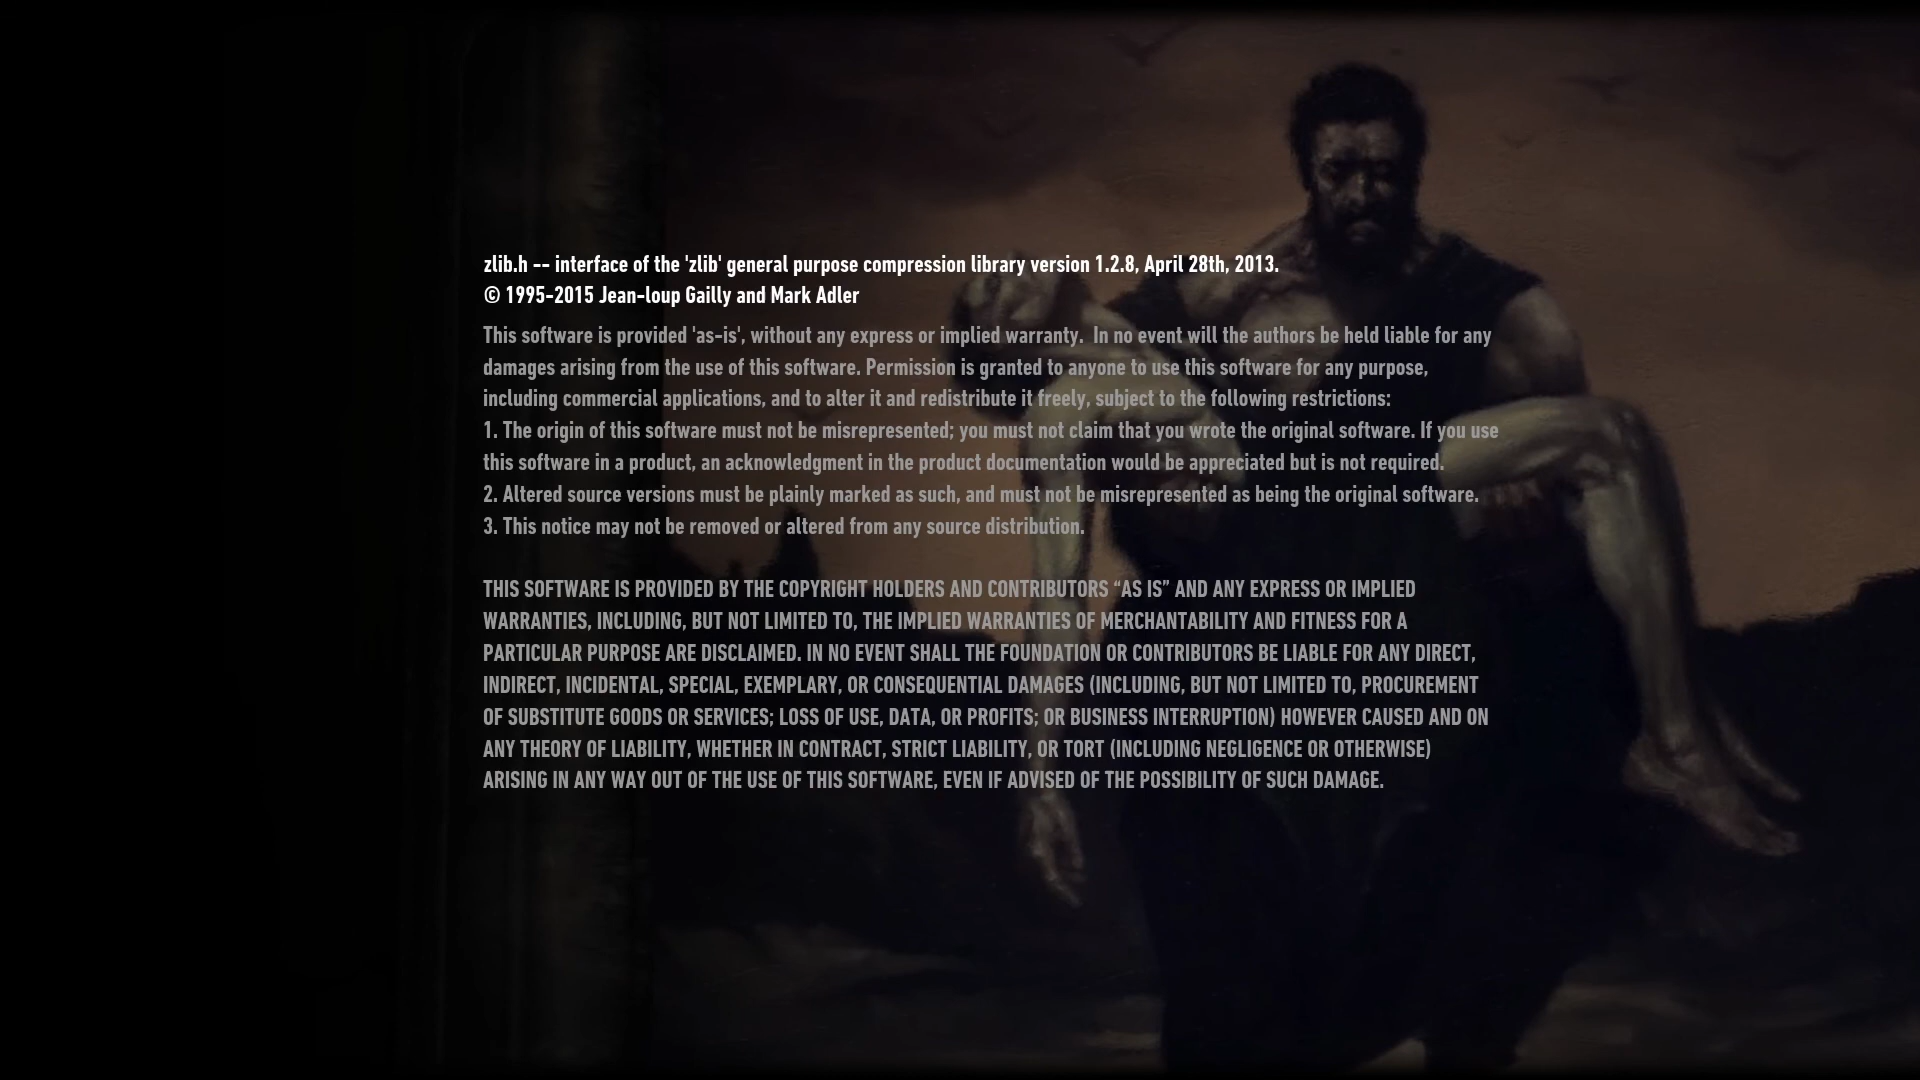 zlib.h -- interface of the 'zlib' general purpose compression library version 1.2.8, April 28th, 2013.
© 1995-2015 Jean-loup Gailly and Mark Adler
This software is provided 'as-is', without any express or implied warranty.  In no event will the authors be held liable for any
damages arising from the use of this software. Permission is granted to anyone to use this software for any purpose,
including commercial applications, and to alter it and redistribute it freely, subject to the following restrictions:
1. The origin of this software must not be misrepresented; you must not claim that you wrote the original software. If you use
this software in a product, an acknowledgment in the product documentation would be appreciated but is not required.
2. Altered source versions must be plainly marked as such, and must not be misrepresented as being the original software.
3. This notice may not be removed or altered from any source distribution.
THIS SOFTWARE IS PROVIDED BY THE COPYRIGHT HOLDERS AND CONTRIBUTORS “AS IS” AND ANY EXPRESS OR IMPLIED
WARRANTIES, INCLUDING, BUT NOT LIMITED TO, THE IMPLIED WARRANTIES OF MERCHANTABILITY AND FITNESS FOR A
PARTICULAR PURPOSE ARE DISCLAIMED. IN NO EVENT SHALL THE FOUNDATION OR CONTRIBUTORS BE LIABLE FOR ANY DIRECT,
INDIRECT, INCIDENTAL, SPECIAL, EXEMPLARY, OR CONSEQUENTIAL DAMAGES (INCLUDING, BUT NOT LIMITED TO, PROCUREMENT
OF SUBSTITUTE GOODS OR SERVICES; LOSS OF USE, DATA, OR PROFITS; OR BUSINESS INTERRUPTION) HOWEVER CAUSED AND ON
ANY THEORY OF LIABILITY, WHETHER IN CONTRACT, STRICT LIABILITY, OR TORT (INCLUDING NEGLIGENCE OR OTHERWISE)
ARISING IN ANY WAY OUT OF THE USE OF THIS SOFTWARE, EVEN IF ADVISED OF THE POSSIBILITY OF SUCH DAMAGE.